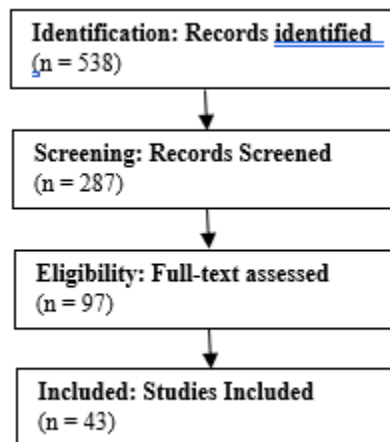 Identification: Records identified
(n = 538)
Screening: Records Screened
(n = 287)
Eligibility: Full-text assessed
(n = 97)
Included: Studies Included
(n = 43)